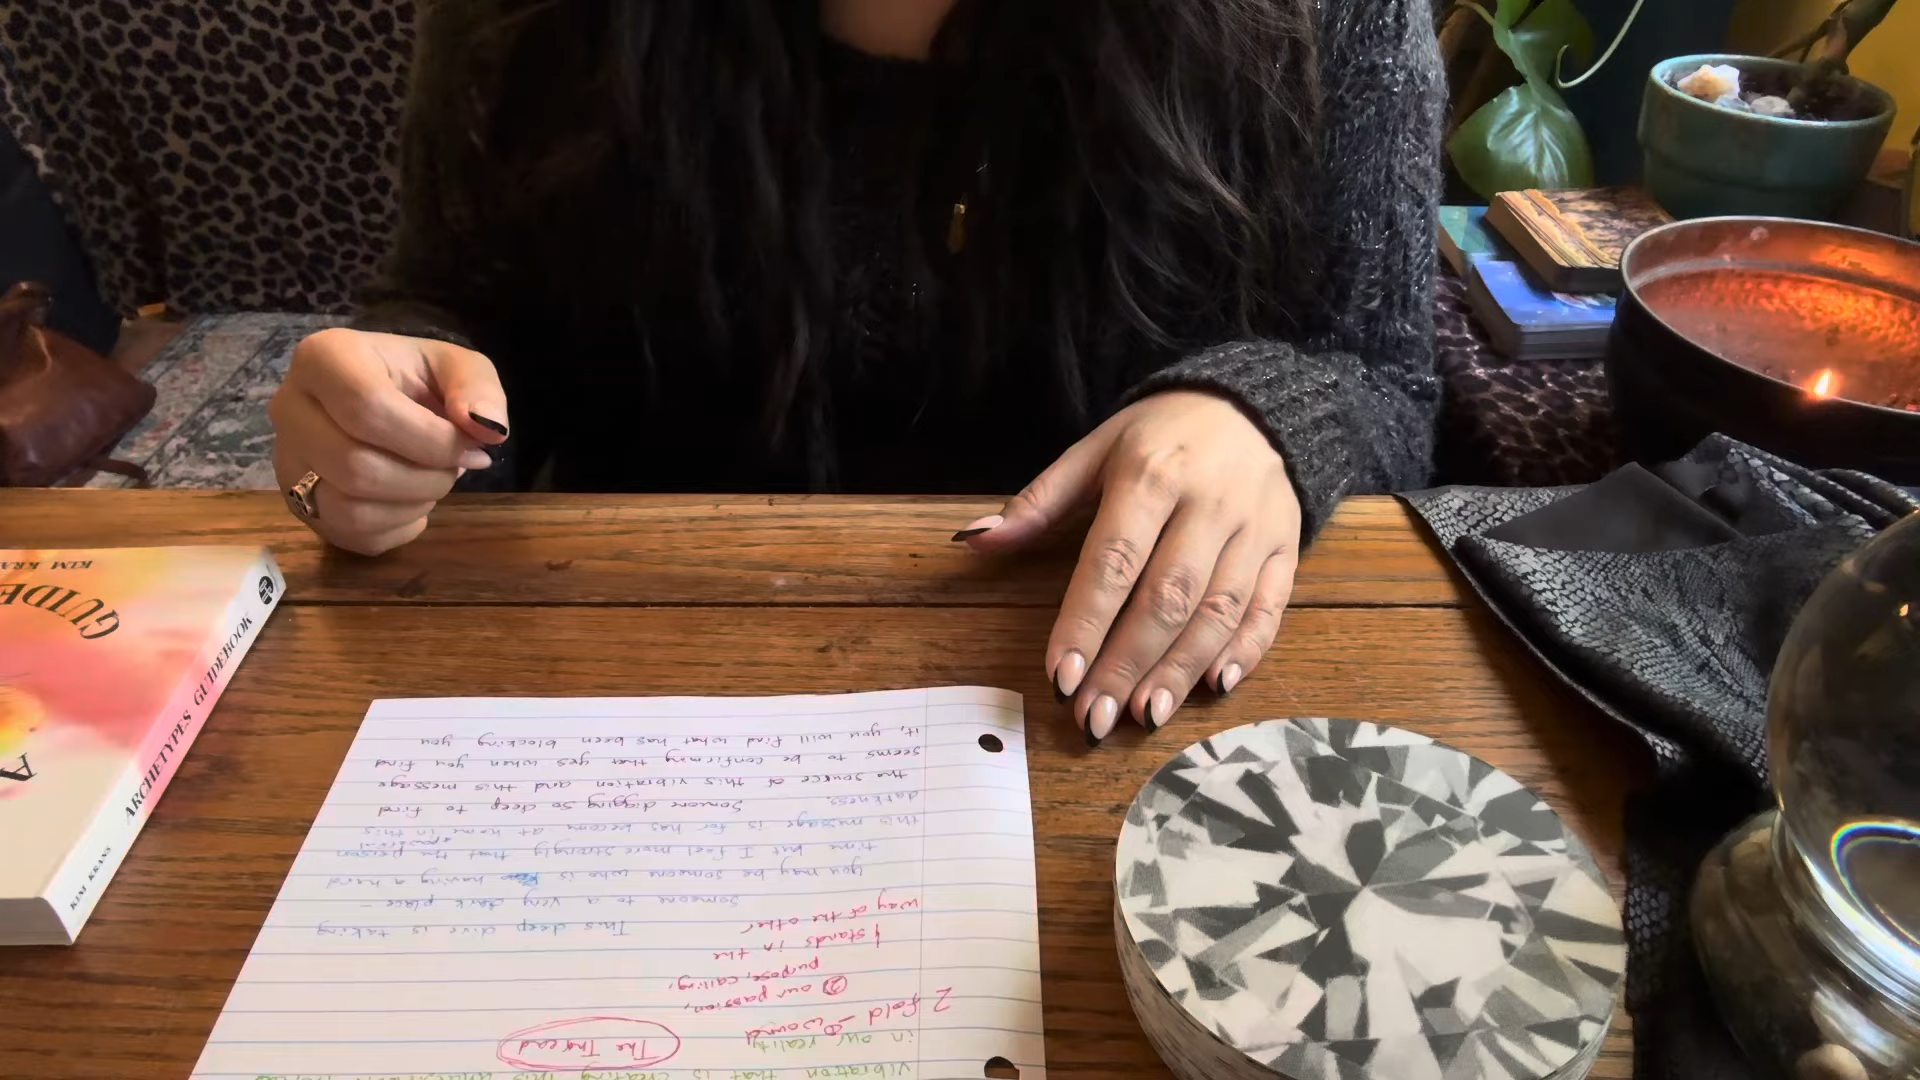 A
GUIDE
KIM KRA
KIM KRANS ARCHETYPES GUIDEBOOK
vibration that is creating this
in our reality
The Thread
2 fold - ① wound
② our passion,
purpose, calling,
stands in the
way of the other
This deep dive is taking
someone to a very dark place -
you may be someone who is having a hard
time but I feel more strongly that the person
spiritual
this message is for has become at home in this
darkness. Someone digging so deep to find
the source of this vibration and this message
seems to be confirming that yes when you find
it, you will find what has been blocking you